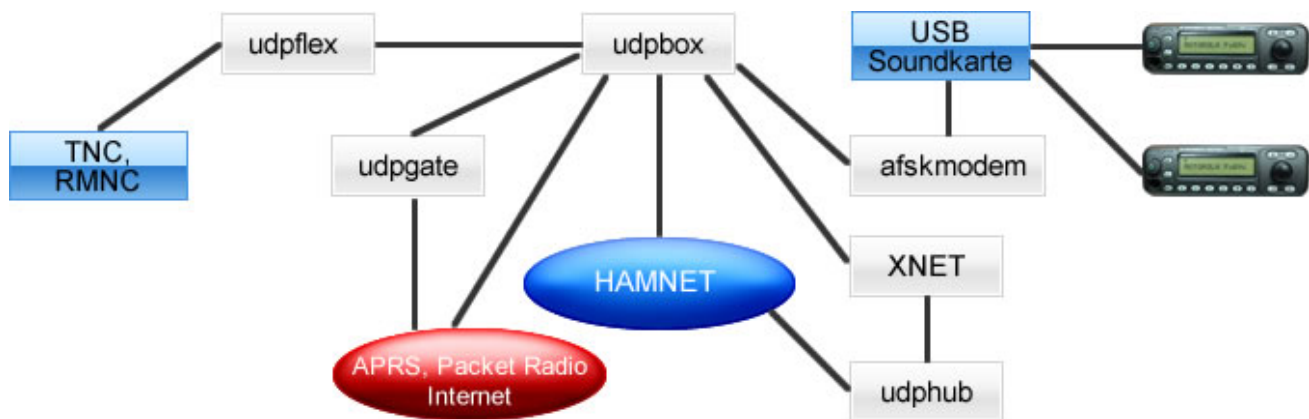 udpflex
udpbox
USB
Soundkarte
TNC,
RMNC
udpgate
afskmodem
HAMNET
XNET
APRS, Packet Radio
Internet
udphub